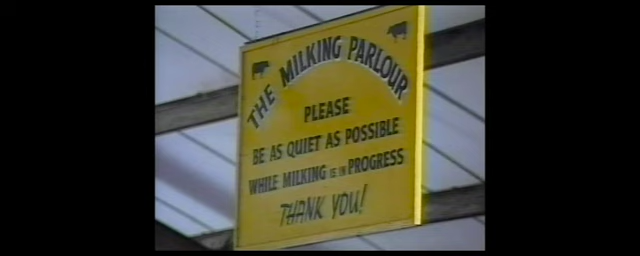 THE MILKING PARLOUR
PLEASE
BE AS QUIET AS POSSIBLE
WHILE MILKING IS IN PROGRESS
THANK YOU!